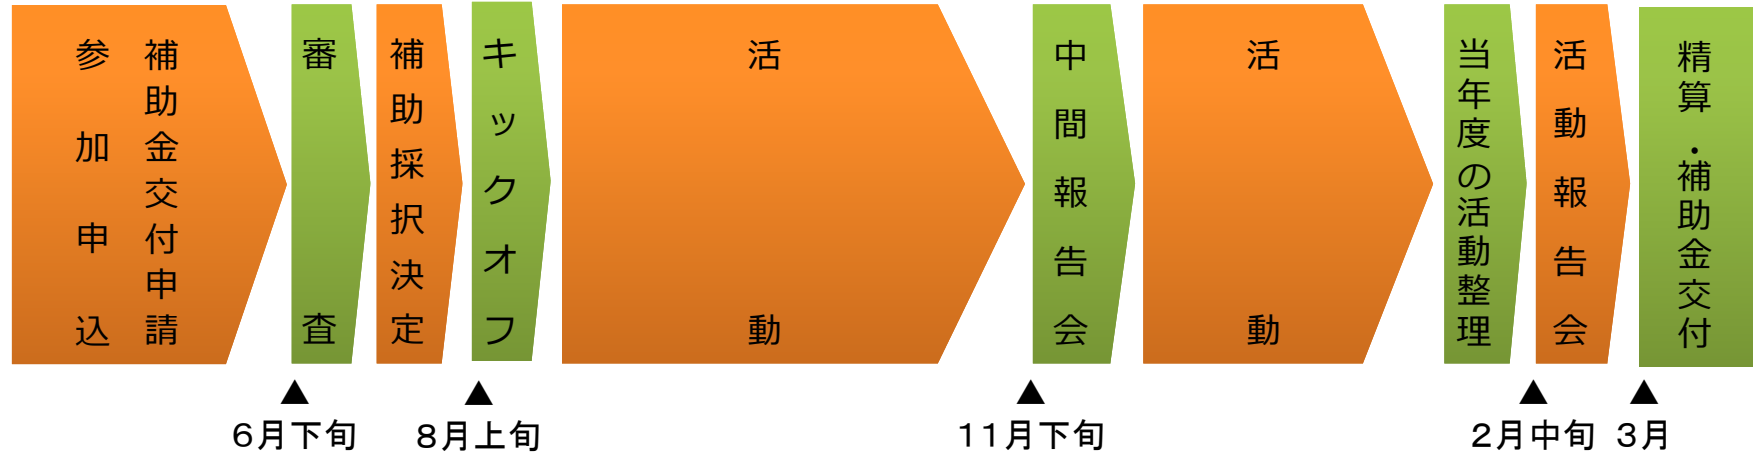 補助金交付申請
参加申込
審査
補助採択決定
キックオフ
活動
中間報告会
活動
当年度の活動整理
活動報告会
精算・補助金交付
▲
6月下旬
▲
8月上旬
▲
11月下旬
▲
2月中旬
▲
3月